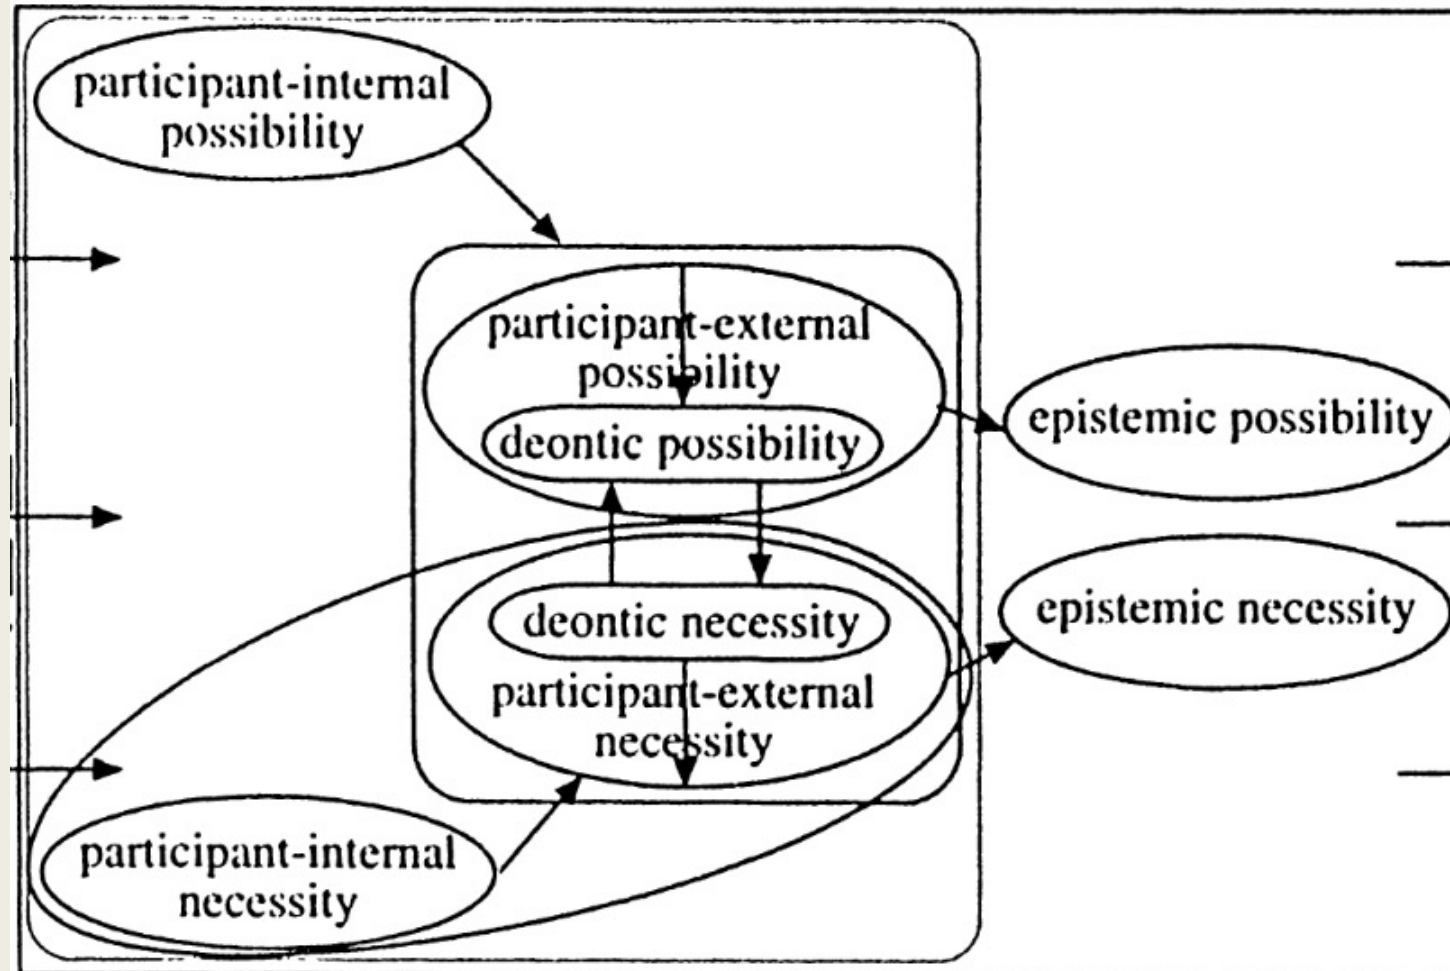 participant-internal
possibility
participant-external
possibility
deontic possibility
epistemic possibility
deontic necessity
epistemic necessity
participant-external
necessity
participant-internal
necessity